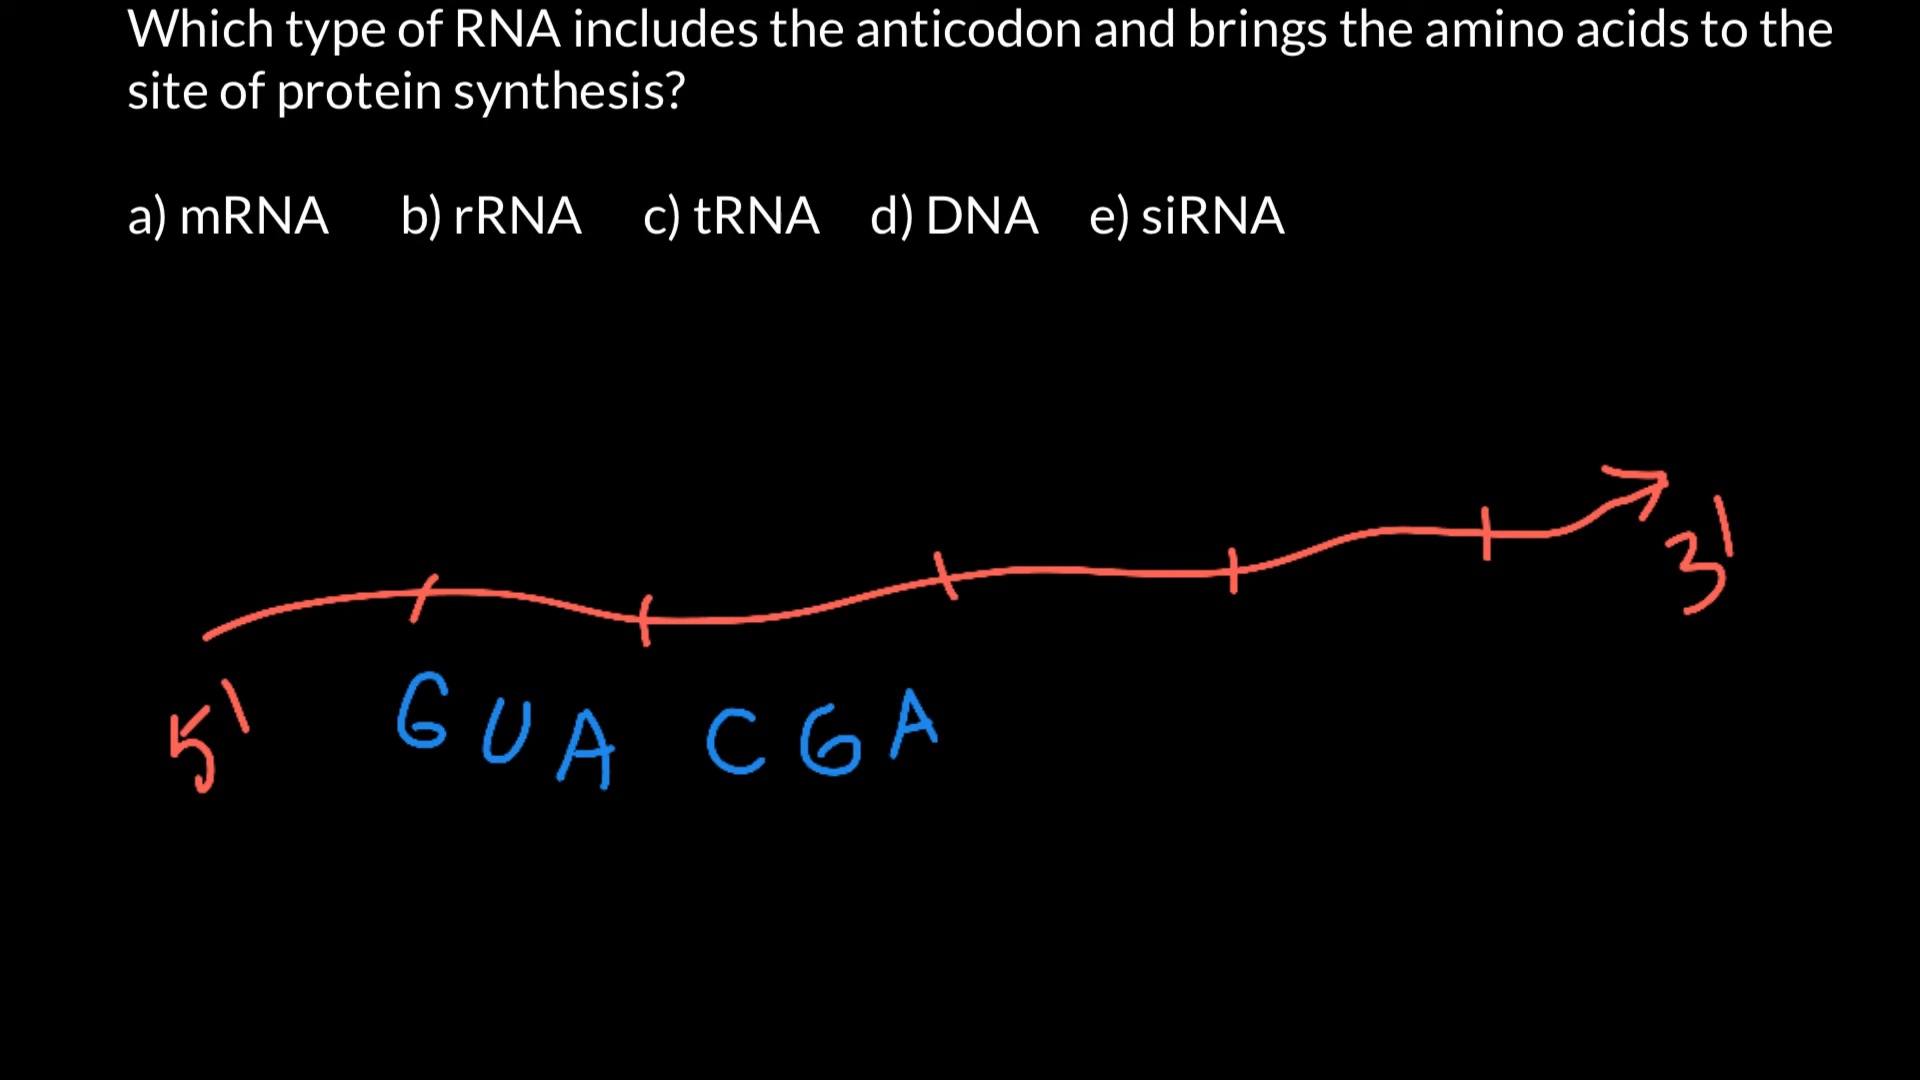 Which type of RNA includes the anticodon and brings the amino acids to the
site of protein synthesis?
a) mRNA b) rRNA c) tRNA d) DNA e) siRNA
3'
5' GUA CGA